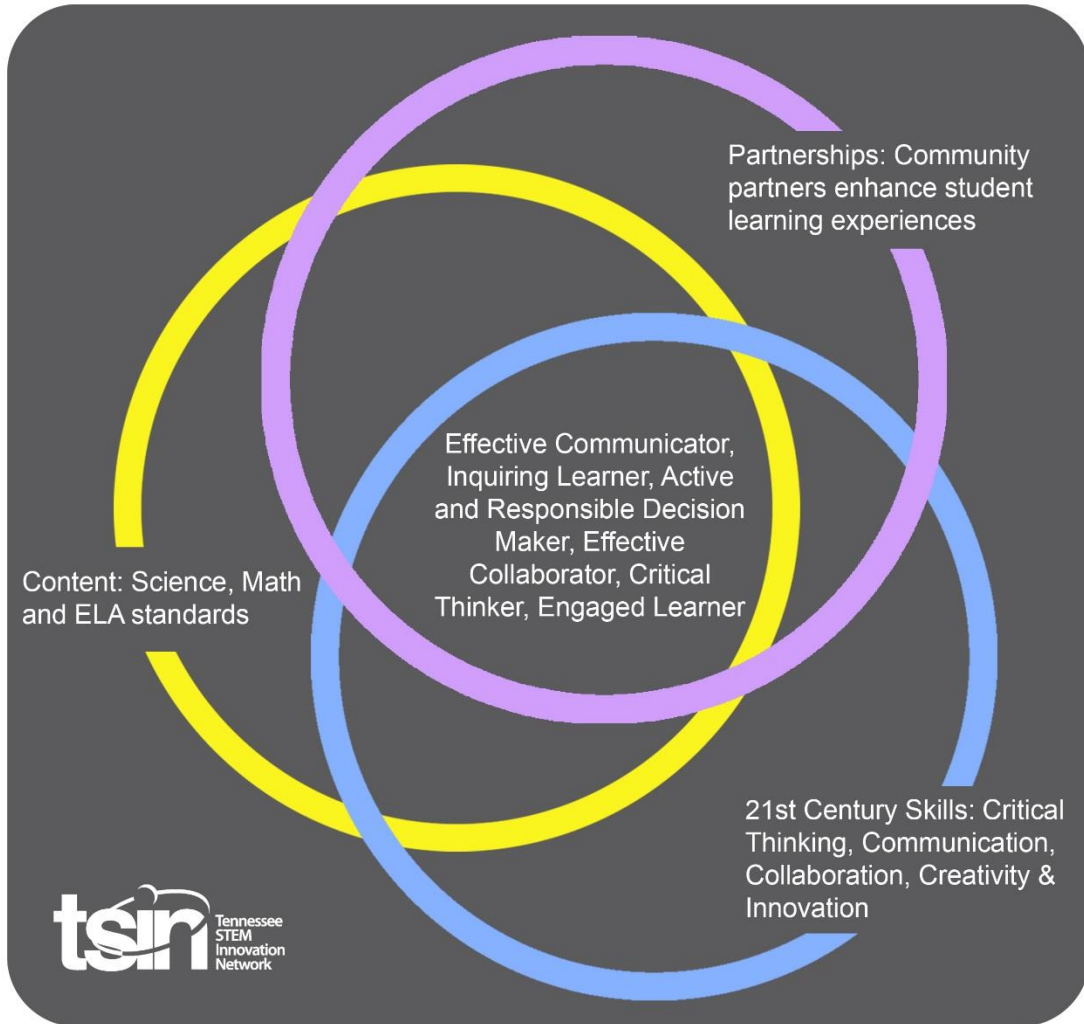 Partnerships: Community
partners enhance student
learning experiences
Effective Communicator,
Inquiring Learner, Active
and Responsible Decision
Maker, Effective
Collaborator, Critical
Thinker, Engaged Learner
Content: Science, Math
and ELA standards
21st Century Skills: Critical
Thinking, Communication,
Collaboration, Creativity &
Innovation
tsin
Tennessee
STEM
Innovation
Network